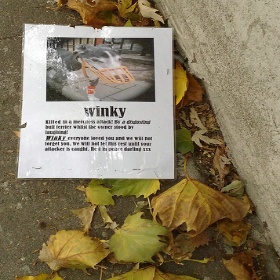 winky
Killed in a merciless attack! By a disgusting
bull terrier whilst the owner stood by
laughing!
Winky everyone loved you and we will not
forget you. We will not let this rest until your
attacker is caught. Be at peace darling xxx